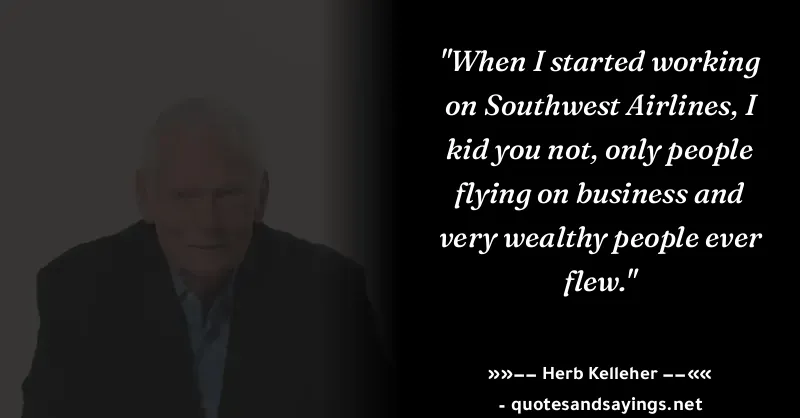 "When I started working
on Southwest Airlines, I
kid you not, only people
flying on business and
very wealthy people ever
flew."
»»−− Herb Kelleher −−««
- quotesandsayings.net